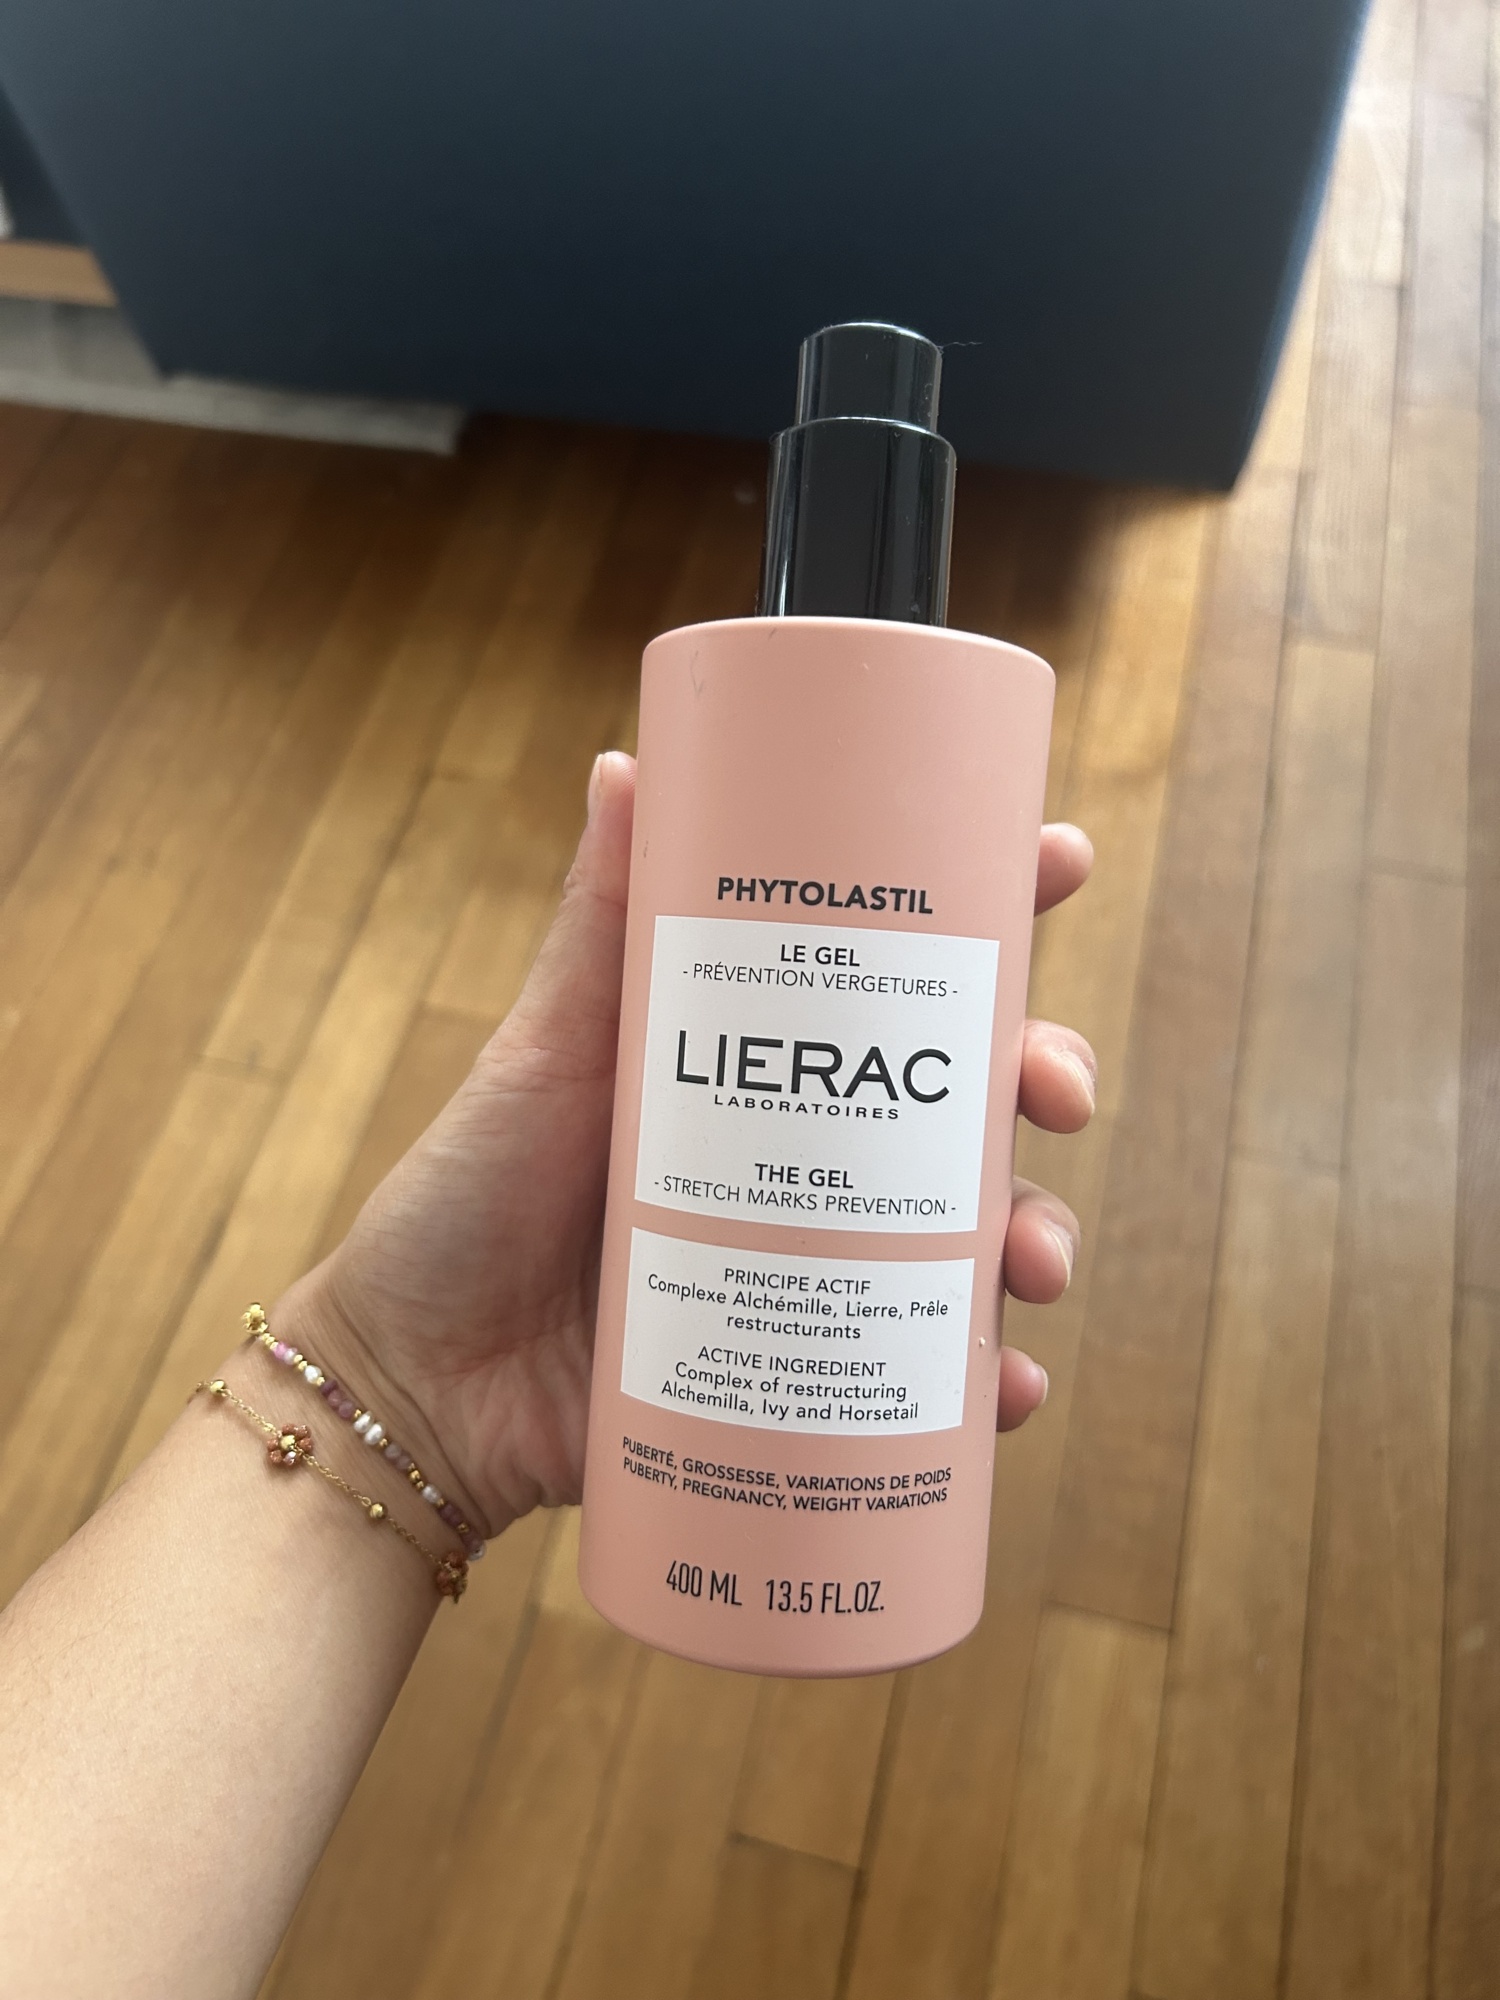 PHYTOLASTIL
LE GEL
- PRÉVENTION VERGETURES -
LIERAC
LABORATOIRES
THE GEL
- STRETCH MARKS PREVENTION -
PRINCIPE ACTIF
Complexe Alchémille, Lierre, Prêle
restructurants
ACTIVE INGREDIENT
Complex of restructuring
Alchemilla, Ivy and Horsetail
PUBERTÉ, GROSSESSE, VARIATIONS DE POIDS
PUBERTY, PREGNANCY, WEIGHT VARIATIONS
400 ML 13.5 FL.OZ.